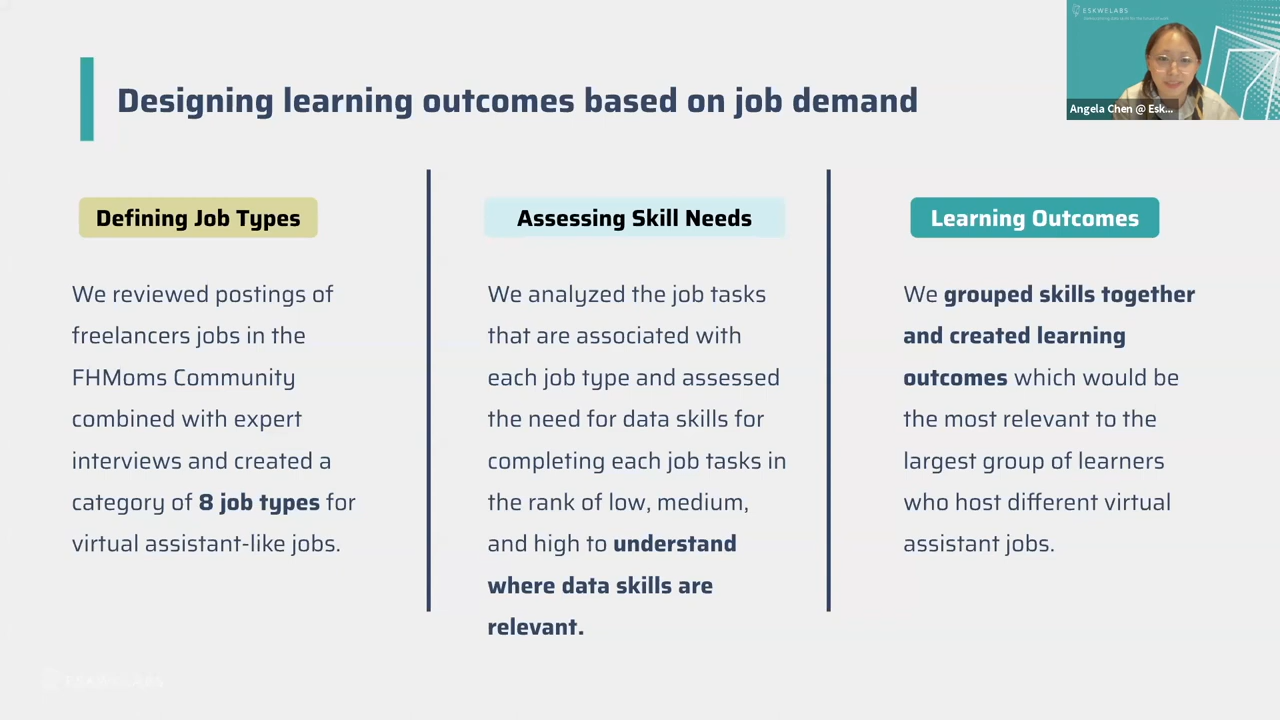 ESKWELABS
Designing learning outcomes based on job demand
Angela Chen @ Esk...
Defining Job Types
We reviewed postings of
freelancers jobs in the
FHMoms Community
combined with expert
interviews and created a
category of 8 job types for
virtual assistant-like jobs.
Assessing Skill Needs
We analyzed the job tasks
that are associated with
each job type and assessed
the need for data skills for
completing each job tasks in
the rank of low, medium,
and high to understand
where data skills are
relevant.
Learning Outcomes
We grouped skills together
and created learning
outcomes which would be
the most relevant to the
largest group of learners
who host different virtual
assistant jobs.
ESKWELABS